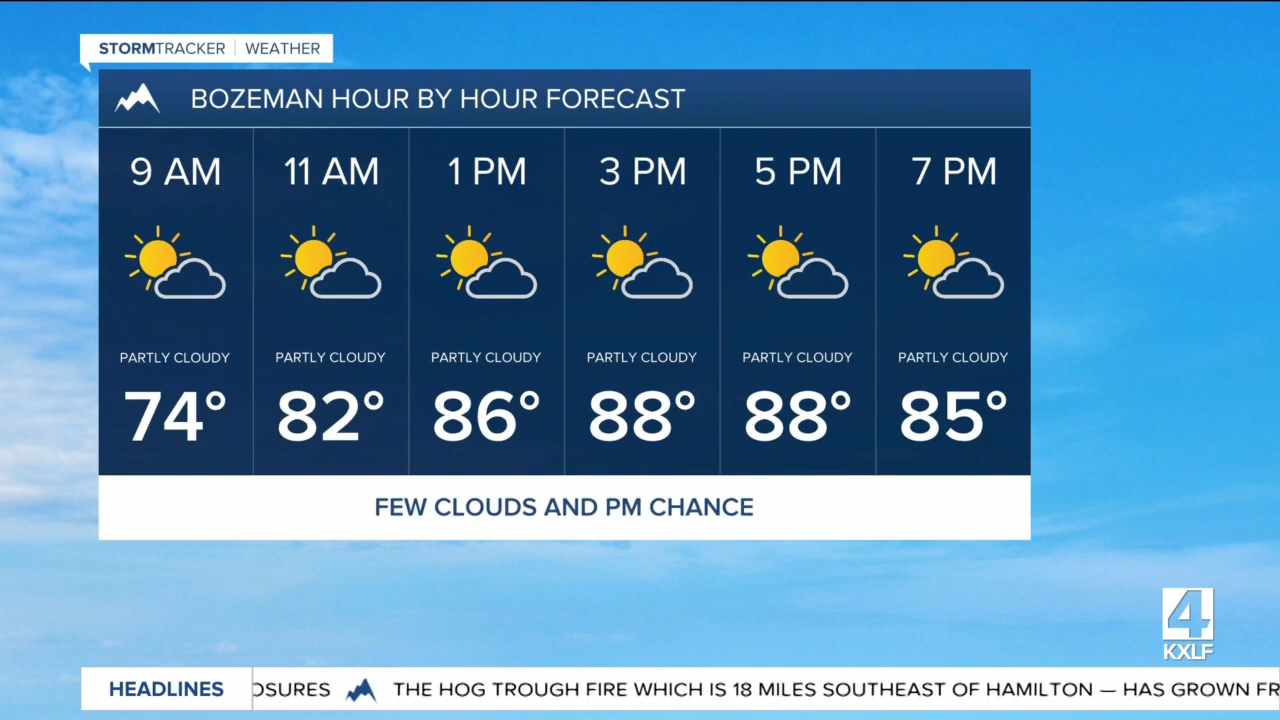 STORMTRACKER | WEATHER
BOZEMAN HOUR BY HOUR FORECAST
9 AM 11 AM 1 PM 3 PM 5 PM 7 PM
PARTLY CLOUDY PARTLY CLOUDY PARTLY CLOUDY PARTLY CLOUDY PARTLY CLOUDY PARTLY CLOUDY
74° 82° 86° 88° 88° 85°
FEW CLOUDS AND PM CHANCE
4
KXLF
HEADLINES OSURES THE HOG TROUGH FIRE WHICH IS 18 MILES SOUTHEAST OF HAMILTON — HAS GROWN FR